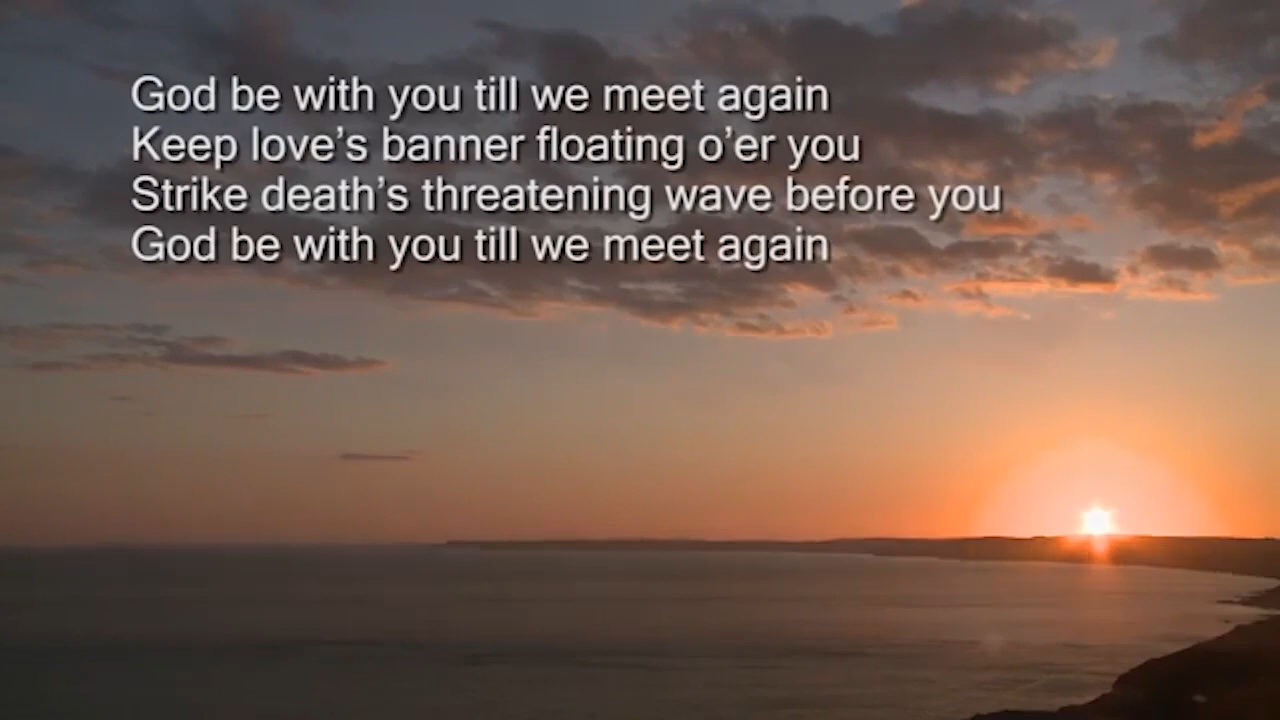 God be with you till we meet again
Keep love’s banner floating o’er you
Strike death’s threatening wave before you
God be with you till we meet again